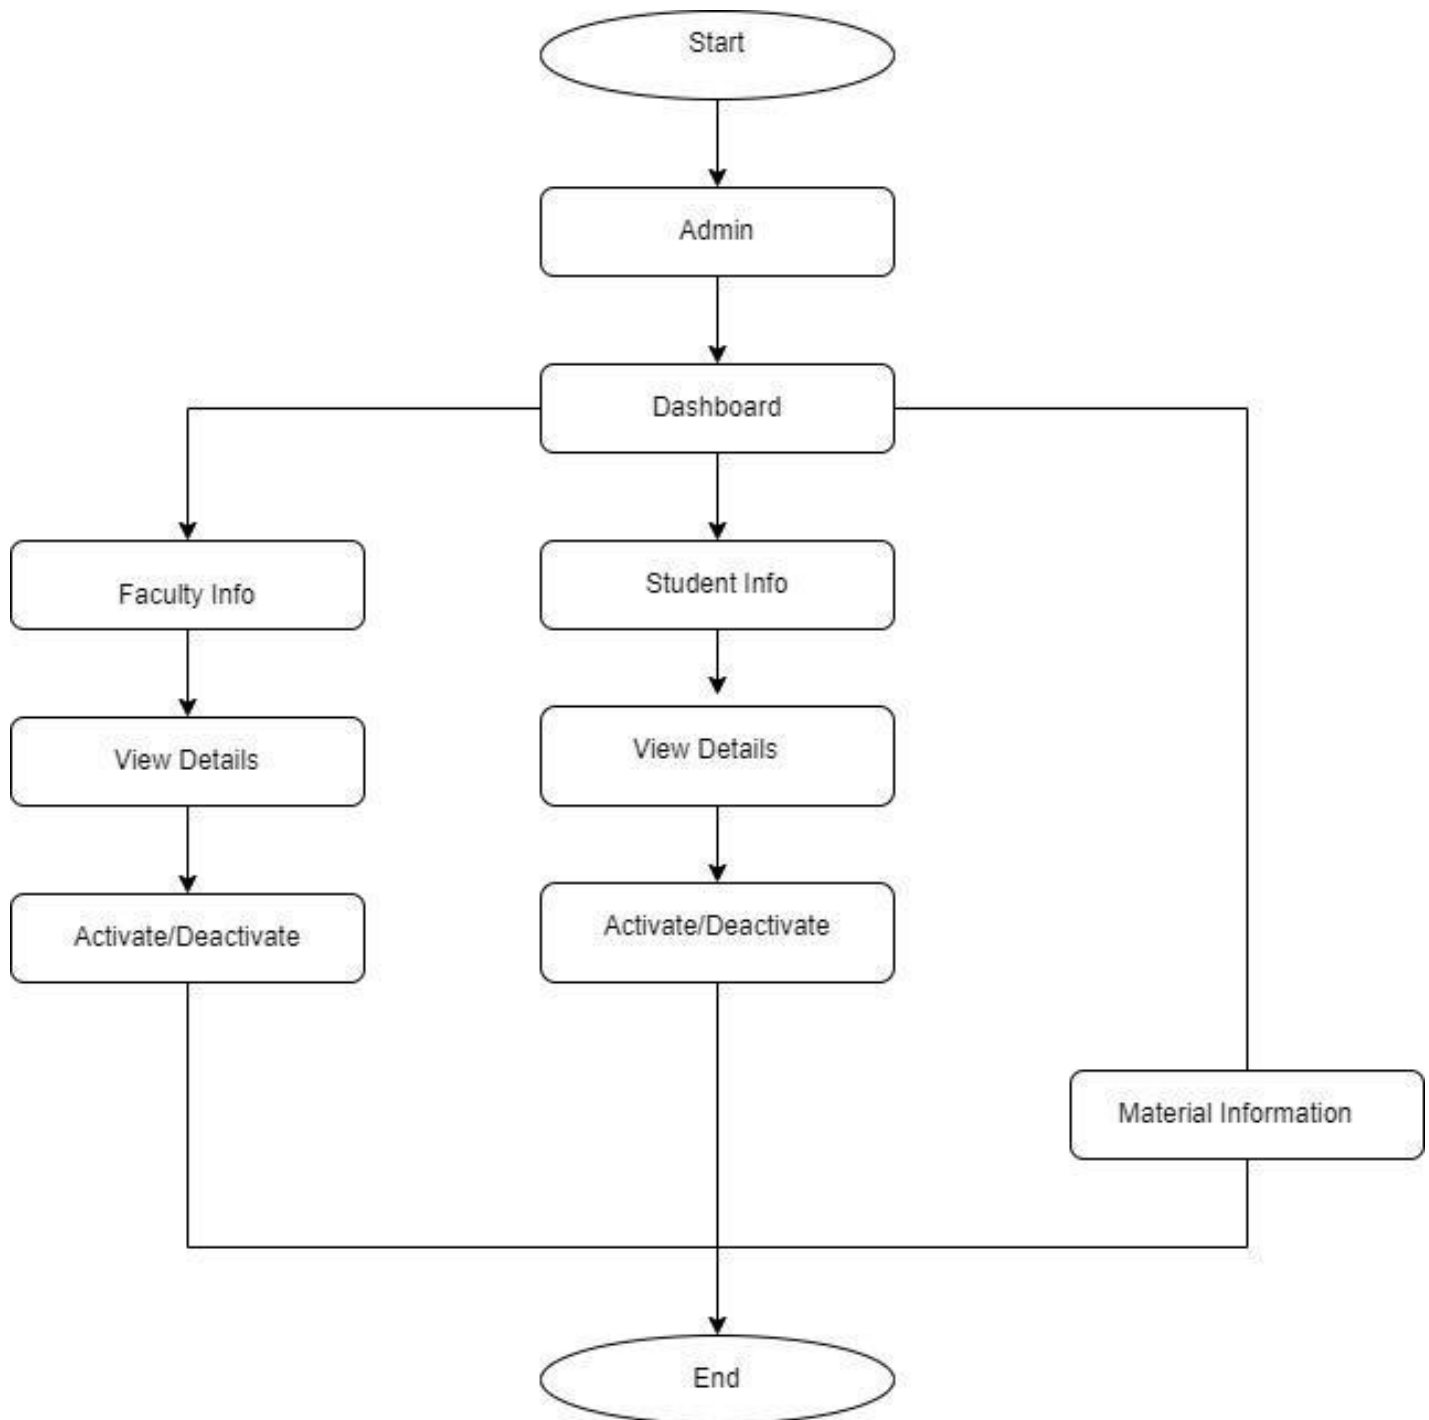 Start
Admin
Dashboard
Faculty Info
Student Info
View Details
View Details
Activate/Deactivate
Activate/Deactivate
Material Information
End